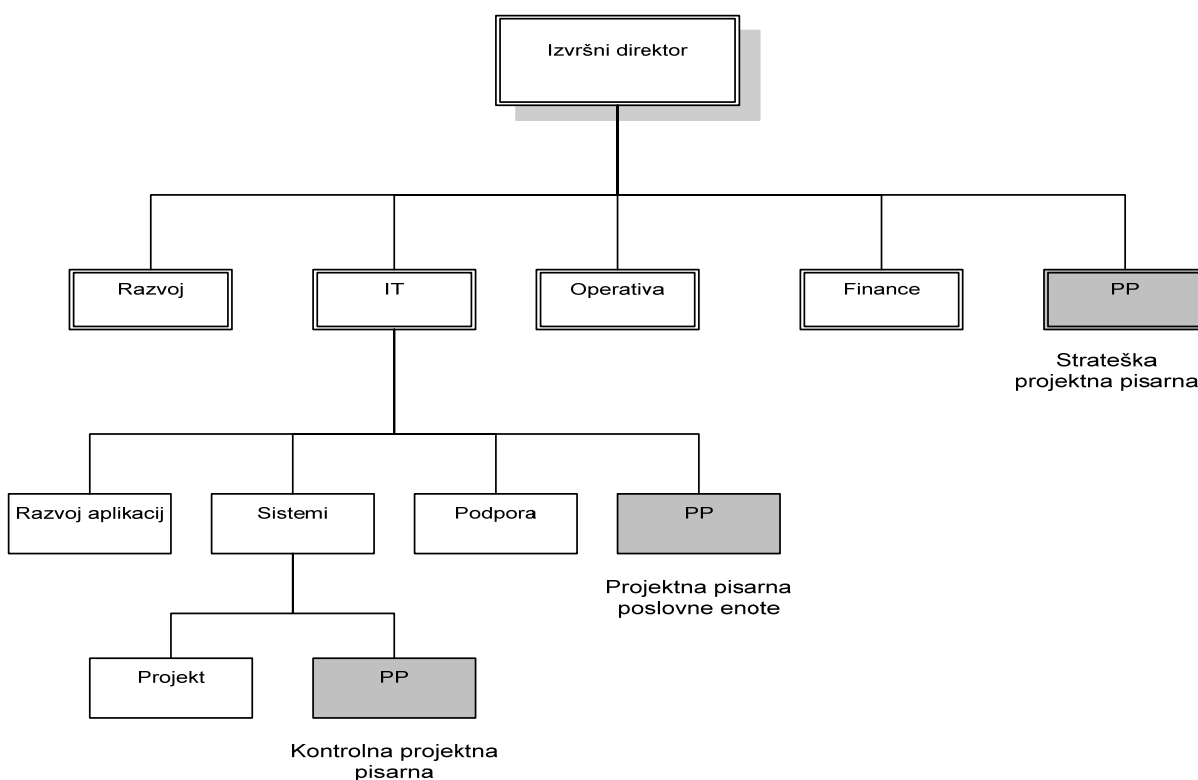 Izvršni direktor
Razvoj
IT
Operativa
Finance
PP
Strateška
projektna pisarna
Razvoj aplikacij
Sistemi
Podpora
PP
Projektna pisarna
poslovne enote
Projekt
PP
Kontrolna projektna
pisarna